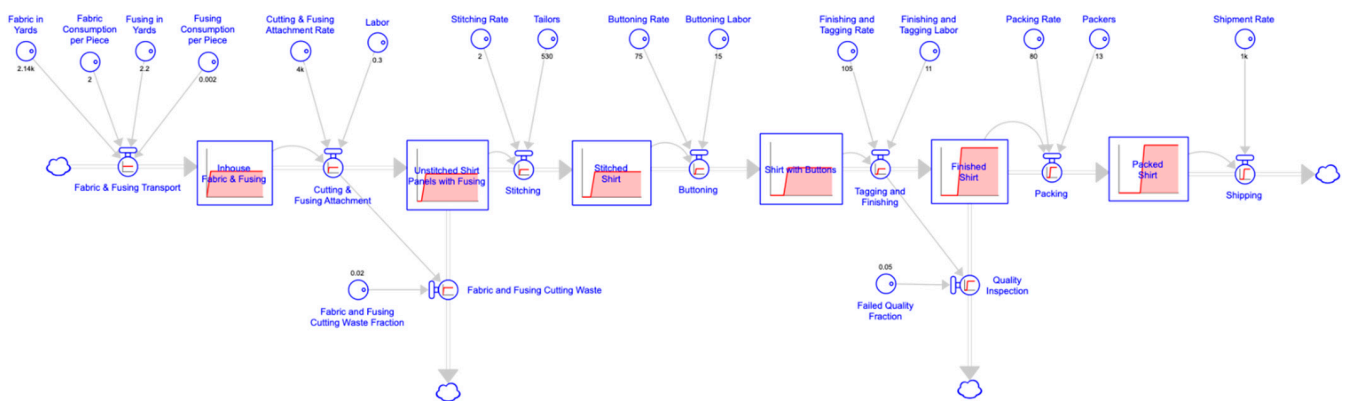 Fabric in
Yards
2.14k
Fabric
Consumption
per Piece
2
Fusing in
Yards
2.2
Fusing
Consumption
per Piece
0.002
Cutting & Fusing
Attachment Rate
4k
Labor
0.3
Stitching Rate
2
Tailors
530
Buttoning Rate
75
Buttoning Labor
15
Finishing and
Tagging Rate
105
Finishing and
Tagging Labor
11
Packing Rate
80
Packers
13
Shipment Rate
1k
Fabric & Fusing Transport
Inhouse
Fabric & Fusing
Cutting &
Fusing Attachment
Unstitched Shirt
Panels with Fusing
Stitching
Stitched
Shirt
Buttoning
Shirt with Buttons
Tagging and
Finishing
Finished
Shirt
Packing
Packed
Shirt
Shipping
0.02
Fabric and Fusing
Cutting Waste Fraction
Fabric and Fusing Cutting Waste
0.05
Failed Quality
Fraction
Quality
Inspection